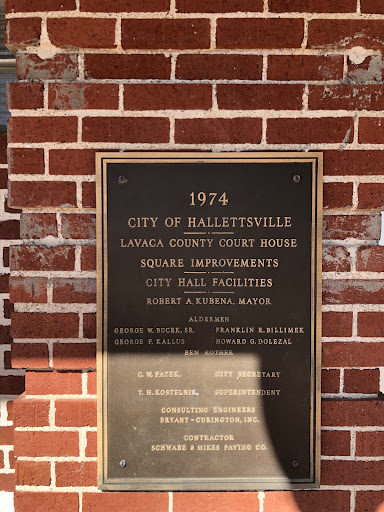 1974
CITY OF HALLETTSVILLE
LAVACA COUNTY COURT HOUSE
SQUARE IMPROVEMENTS
CITY HALL FACILITIES
ROBERT A. KUBENA, MAYOR
ALDERMEN
GEORGE W. BUCEK, SR. FRANKLIN R. BILLIMEK
GEORGE F. KALLUS HOWARD G. DOLEZAL
BEN ROTHER
C. W. PATEK, CITY SECRETARY
T. H. KOSTELNIK, SUPERINTENDENT
CONSULTING ENGINEERS
BRYANT-CURINGTON, INC.
CONTRACTOR
SCHWABE & MIKES PAVING CO.